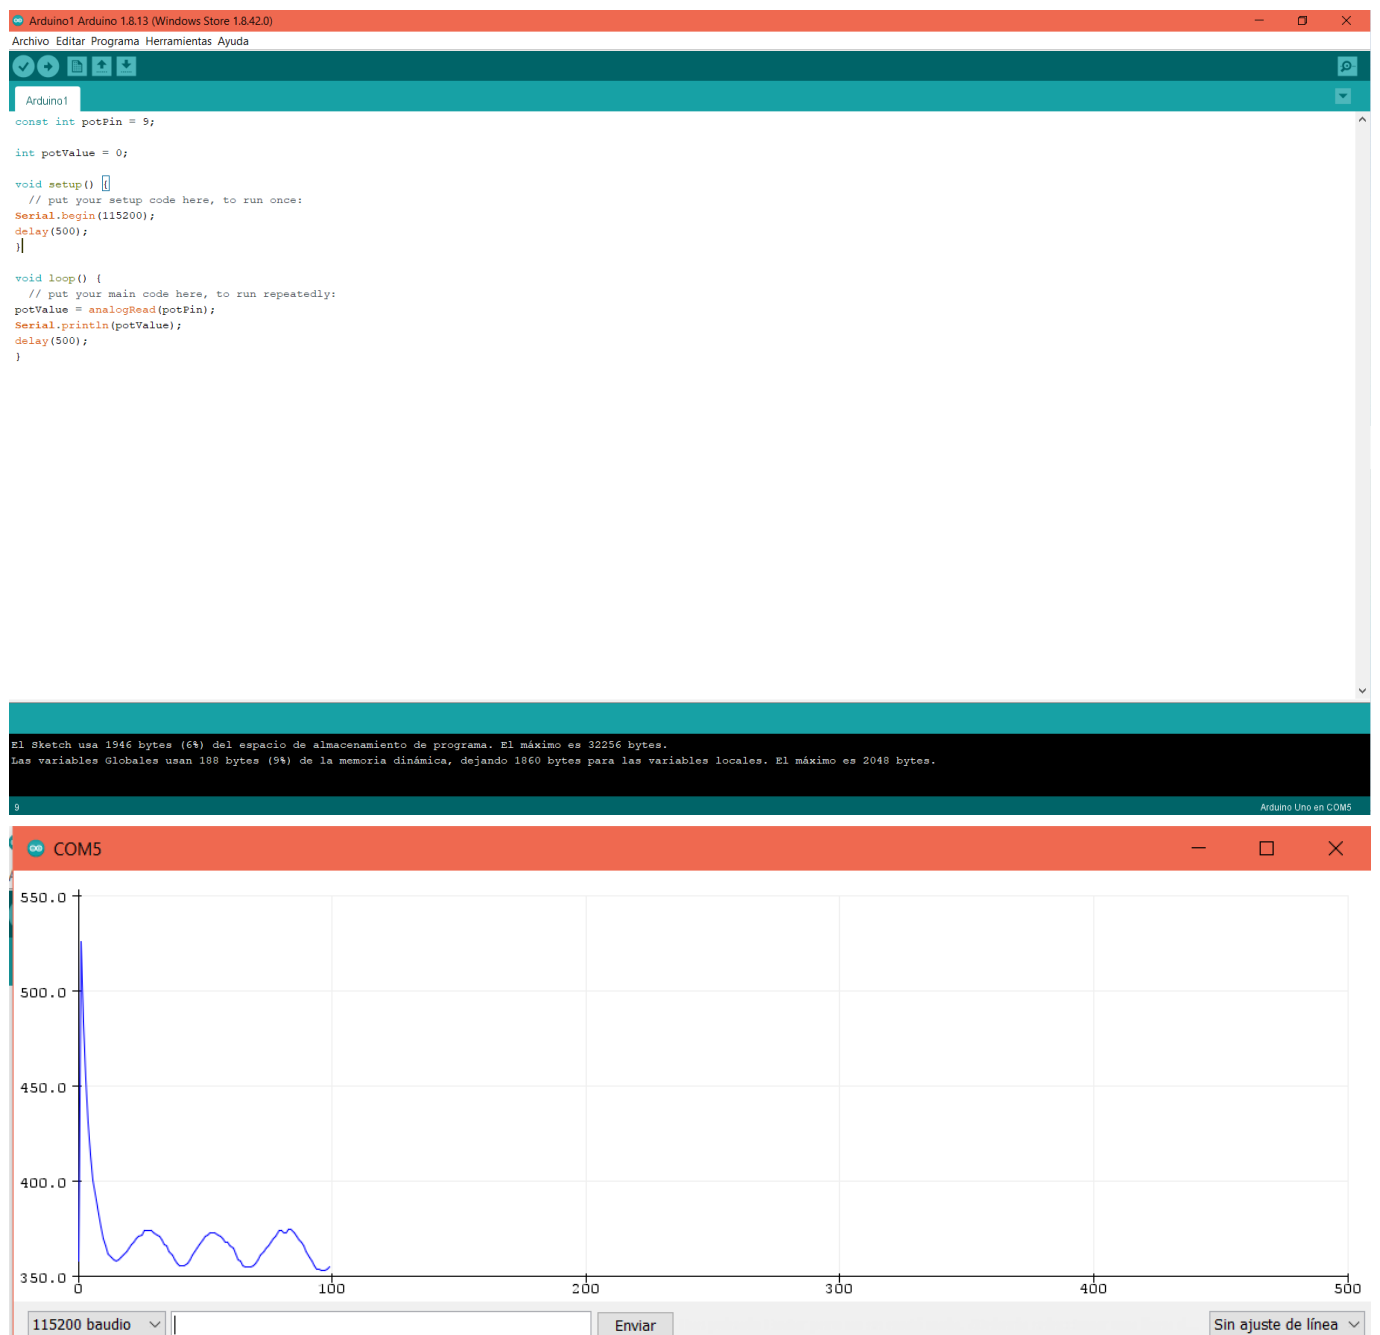 Arduino1 Arduino 1.8.13 (Windows Store 1.8.42.0)
Archivo Editar Programa Herramientas Ayuda
Arduino1
const int potPin = 9;
int potValue = 0;
void setup() {
// put your setup code here, to run once:
Serial.begin(115200);
delay(500);
}
void loop() {
// put your main code here, to run repeatedly:
potValue = analogRead(potPin);
Serial.println(potValue);
delay(500);
}
El Sketch usa 1946 bytes (6%) del espacio de almacenamiento de programa. El máximo es 32256 bytes.
Las variables Globales usan 188 bytes (9%) de la memoria dinámica, dejando 1860 bytes para las variables locales. El máximo es 2048 bytes.
9 Arduino Uno en COM5
COM5
550.0
500.0
450.0
400.0
350.0
0 100 200 300 400 500
115200 baudio Enviar Sin ajuste de línea